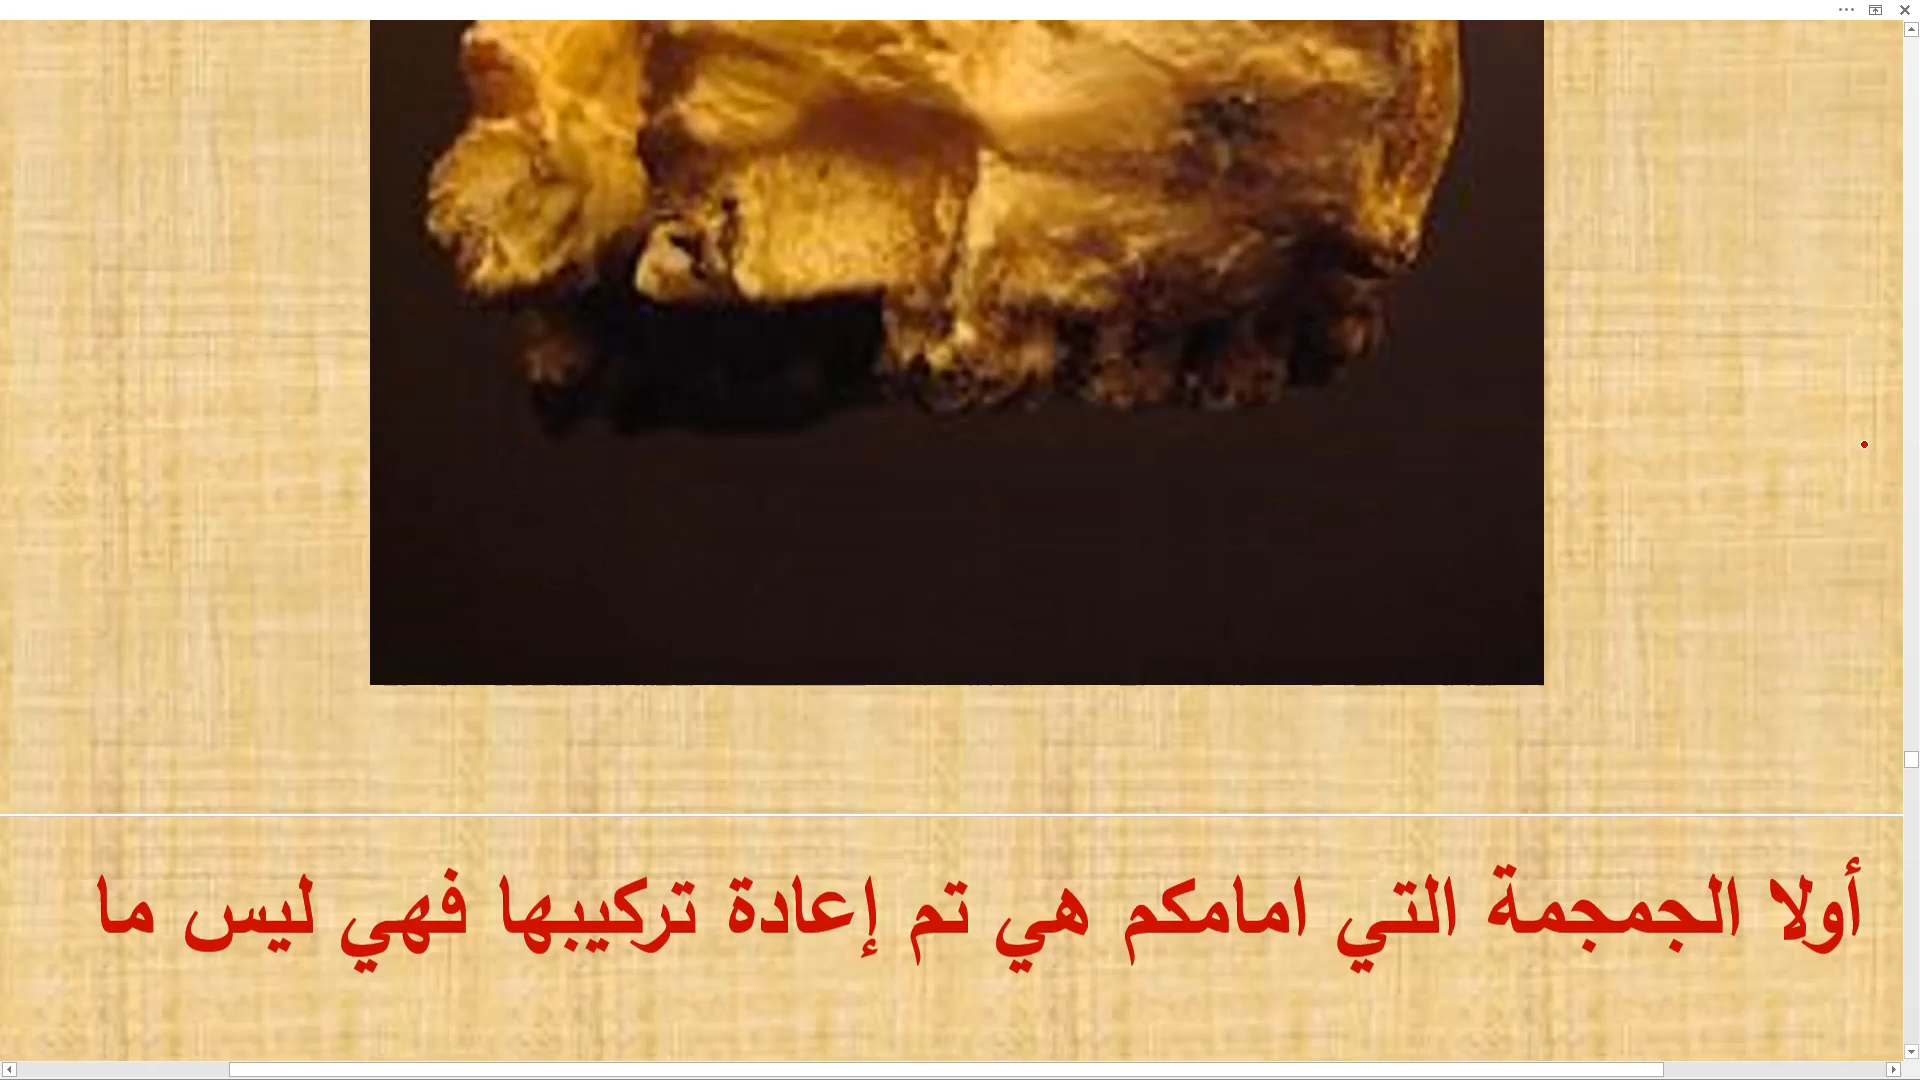 أولا الجمجمة التي امامكم هي تم إعادة تركيبها فهي ليس ما